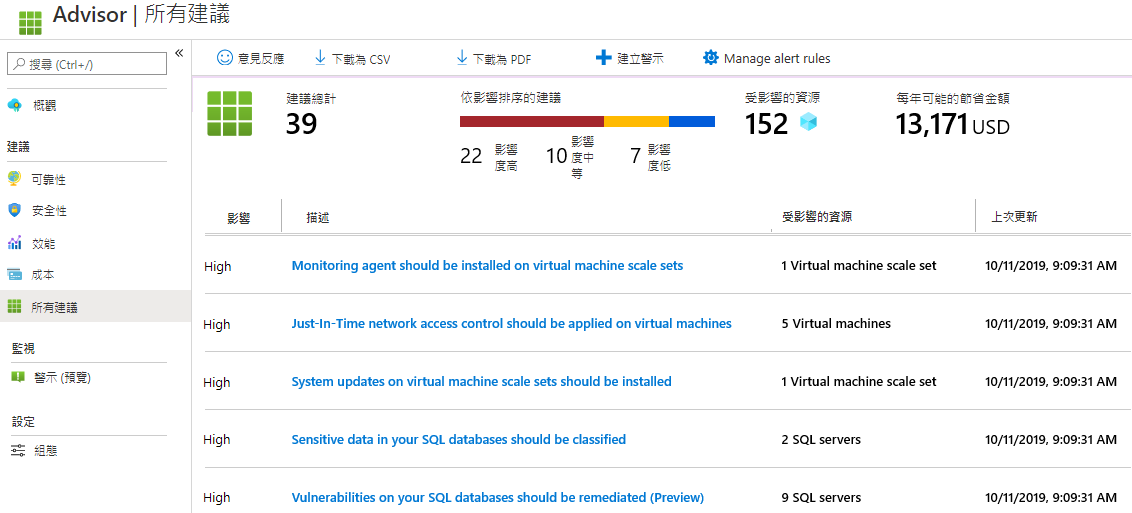 Advisor | 所有建議
搜尋 (Ctrl+/)
«
概觀
建議
可靠性
安全性
效能
成本
所有建議
監視
警示 (預覽)
設定
組態
意見反應 下載為 CSV 下載為 PDF 建立警示 Manage alert rules
建議總計
39
依影響排序的建議
22 影響度高
10 影響度中等
7 影響度低
受影響的資源
152
每年可能的節省金額
13,171 USD
影響 描述 受影響的資源 上次更新
High Monitoring agent should be installed on virtual machine scale sets 1 Virtual machine scale set 10/11/2019, 9:09:31 AM
High Just-In-Time network access control should be applied on virtual machines 5 Virtual machines 10/11/2019, 9:09:31 AM
High System updates on virtual machine scale sets should be installed 1 Virtual machine scale set 10/11/2019, 9:09:31 AM
High Sensitive data in your SQL databases should be classified 2 SQL servers 10/11/2019, 9:09:31 AM
High Vulnerabilities on your SQL databases should be remediated (Preview) 9 SQL servers 10/11/2019, 9:09:31 AM